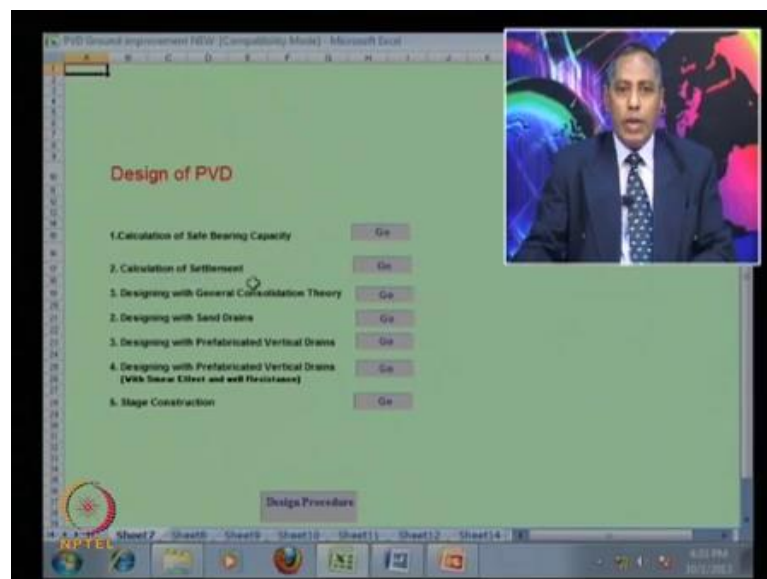 PVD Ground improvement NEW [Compatibility Mode] - Microsoft Excel
Design of PVD
1.Calculation of Safe Bearing Capacity Go
2. Calculation of Settlement Go
3. Designing with General Consolidation Theory Go
2. Designing with Sand Drains Go
3. Designing with Prefabricated Vertical Drains Go
4. Designing with Prefabricated Vertical Drains Go
(With Smear Effect and well Resistance)
5. Stage Construction Go
Design Procedure
Sheet7 Sheet8 Sheet9 Sheet10 Sheet11 Sheet12 Sheet14
NPTEL